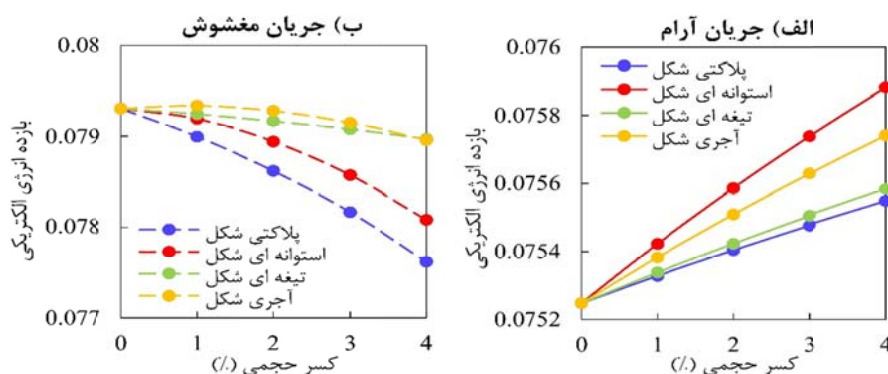 الف) جریان آرام
0.076
0.0758
0.0756
0.0754
0.0752
بازده انرژی الکتریکی
پلاکتی شکل
استوانه ای شکل
تیغه ای شکل
آجری شکل
0 1 2 3 4
کسر حجمی (٪)
ب) جریان مغشوش
0.08
0.079
0.078
0.077
بازده انرژی الکتریکی
پلاکتی شکل
استوانه ای شکل
تیغه ای شکل
آجری شکل
0 1 2 3 4
کسر حجمی (٪)